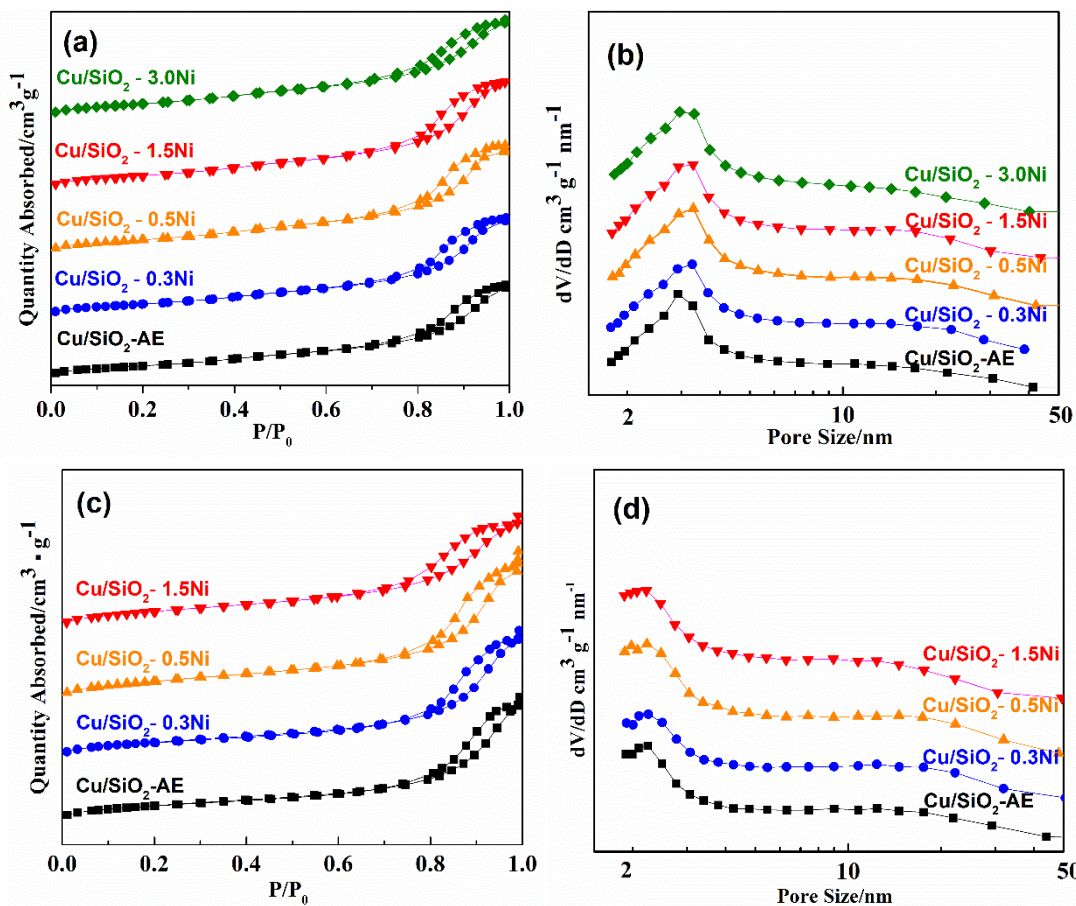 (a)
Cu/SiO₂ - 3.0Ni
Cu/SiO₂ - 1.5Ni
Cu/SiO₂ - 0.5Ni
Cu/SiO₂ - 0.3Ni
Cu/SiO₂-AE
Quantity Absorbed/cm³g⁻¹
0.0 0.2 0.4 0.6 0.8 1.0
P/P₀
(b)
Cu/SiO₂ - 3.0Ni
Cu/SiO₂ - 1.5Ni
Cu/SiO₂ - 0.5Ni
Cu/SiO₂ - 0.3Ni
Cu/SiO₂-AE
dV/dD cm³ g⁻¹ nm⁻¹
2 10 50
Pore Size/nm
(c)
Cu/SiO₂- 1.5Ni
Cu/SiO₂- 0.5Ni
Cu/SiO₂- 0.3Ni
Cu/SiO₂-AE
Quantity Absorbed/cm³ · g⁻¹
0.0 0.2 0.4 0.6 0.8 1.0
P/P₀
(d)
Cu/SiO₂- 1.5Ni
Cu/SiO₂- 0.5Ni
Cu/SiO₂- 0.3Ni
Cu/SiO₂-AE
dV/dD cm³ g⁻¹ nm⁻¹
2 10 50
Pore Size/nm